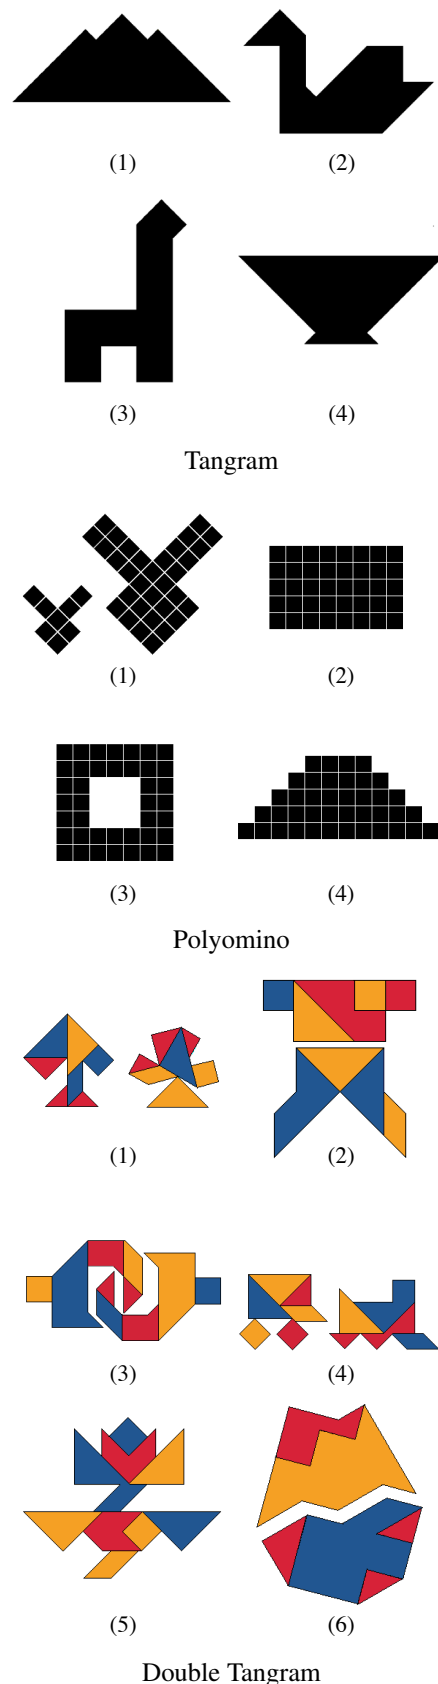 (1) (2)
(3) (4)
Tangram
(1) (2)
(3) (4)
Polyomino
(1) (2)
(3) (4)
(5) (6)
Double Tangram